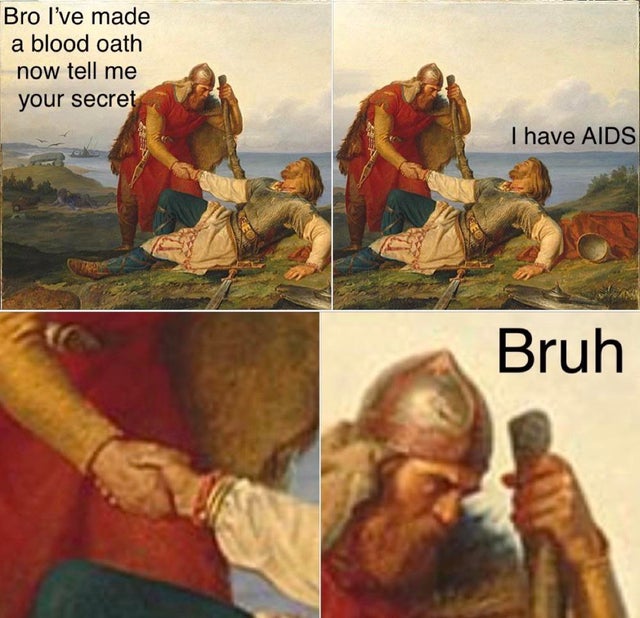 Bro I've made
a blood oath
now tell me
your secret
I have AIDS
Bruh